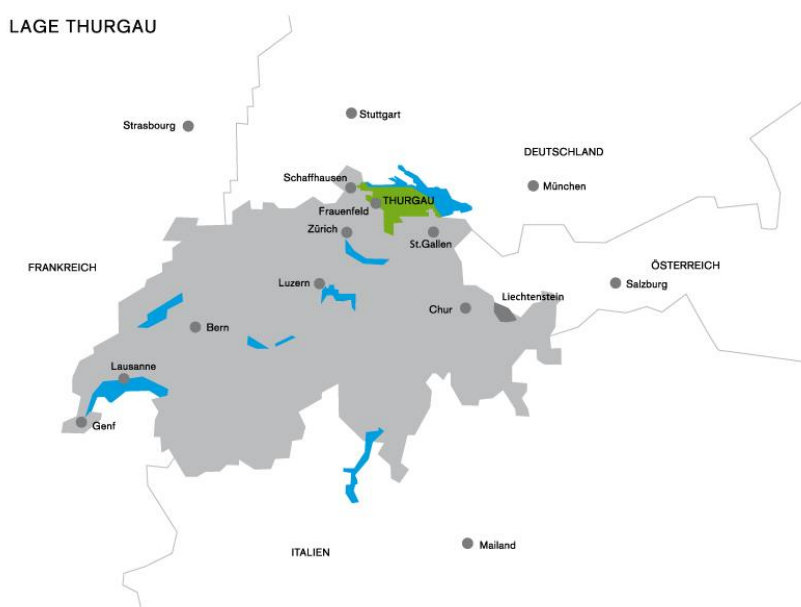 LAGE THURGAU
Stuttgart
Strasbourg
DEUTSCHLAND
Schaffhausen
München
THURGAU
Frauenfeld
Zürich
St.Gallen
FRANKREICH
ÖSTERREICH
Liechtenstein
Luzern
Salzburg
Chur
Bern
Lausanne
Genf
ITALIEN
Mailand